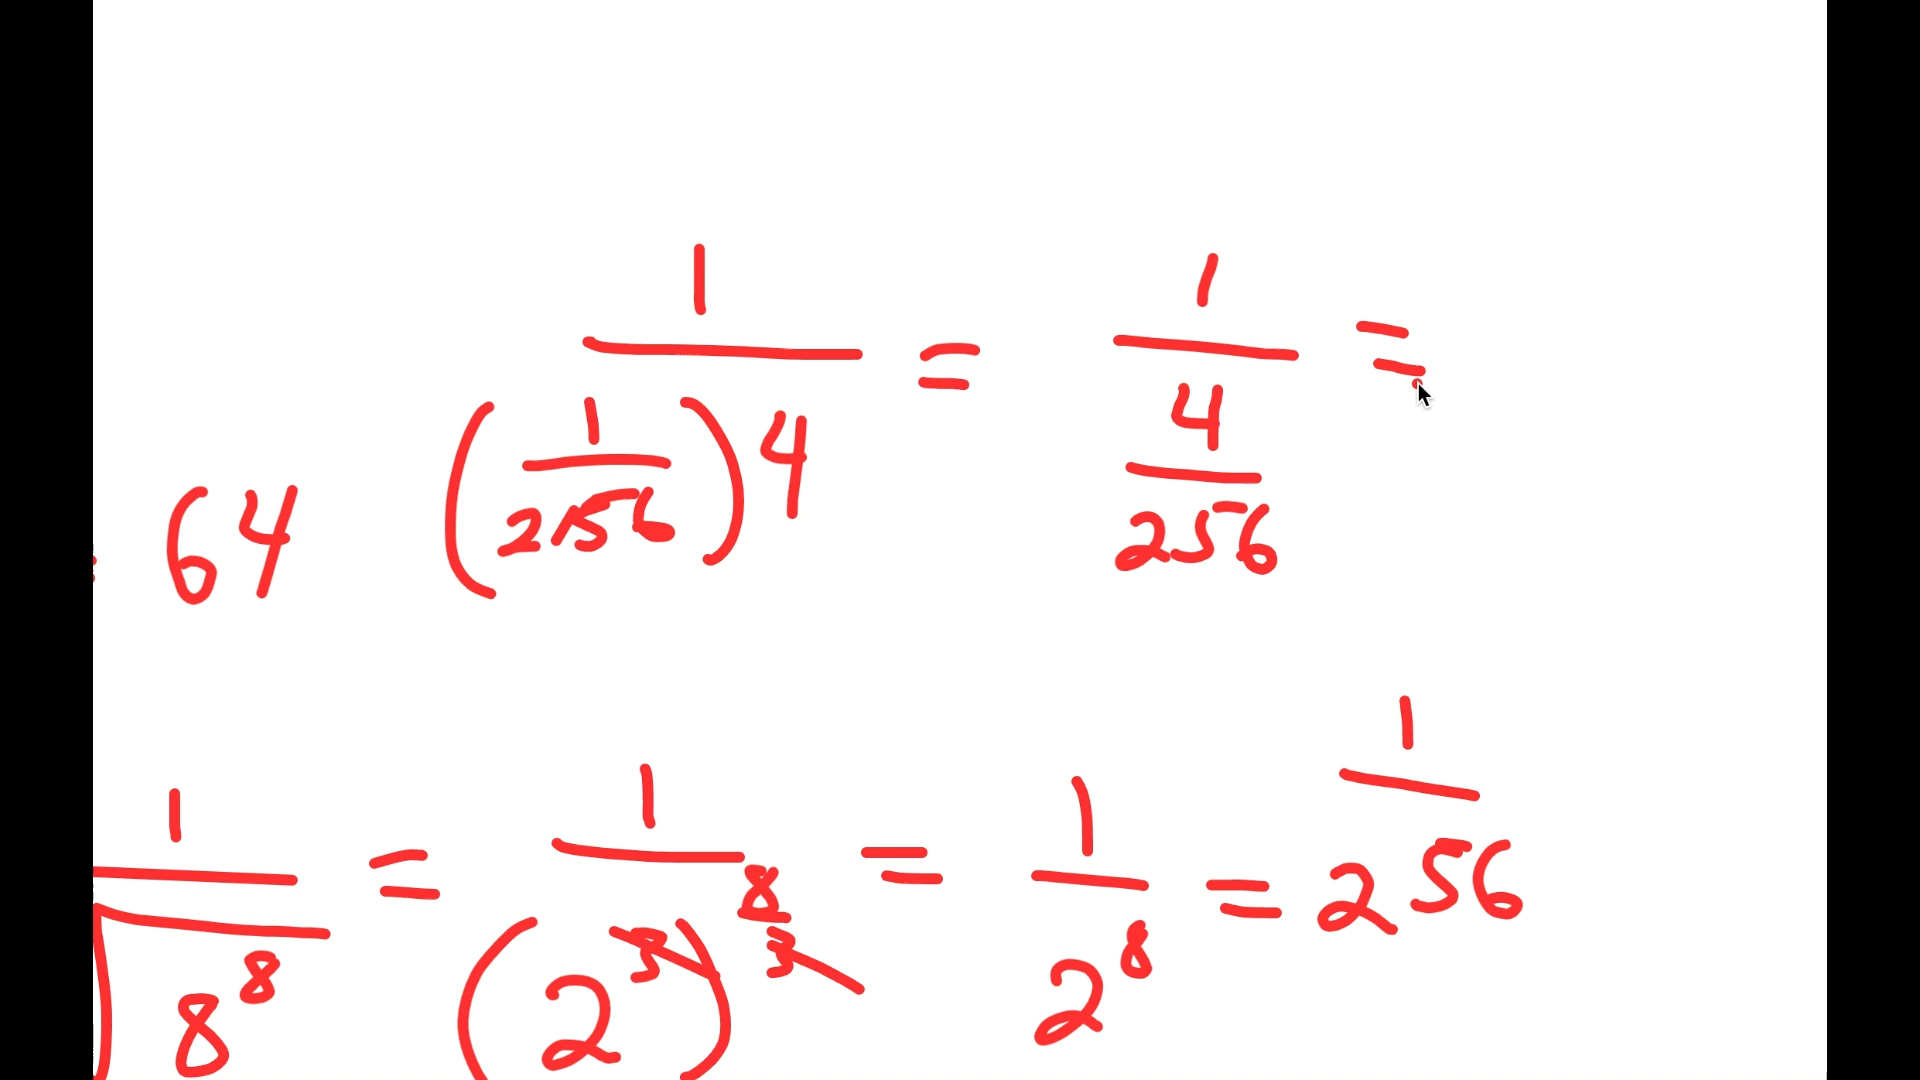 64 1/(1/256)^4 = 1/(4/256) =
1/√8^8 = 1/(2^3)^(8/3) = 1/2^8 = 1/256